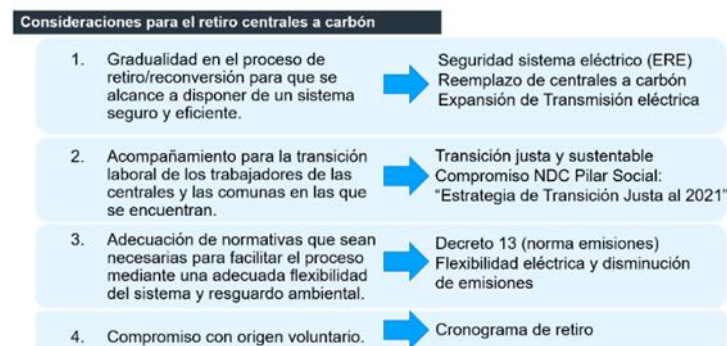 Consideraciones para el retiro centrales a carbón
1. Gradualidad en el proceso de
retiro/reconversión para que se
alcance a disponer de un sistema
seguro y eficiente.
Seguridad sistema eléctrico (ERE)
Reemplazo de centrales a carbón
Expansión de Transmisión eléctrica
2. Acompañamiento para la transición
laboral de los trabajadores de las
centrales y las comunas en las que
se encuentran.
Transición justa y sustentable
Compromiso NDC Pilar Social:
“Estrategia de Transición Justa al 2021”
3. Adecuación de normativas que sean
necesarias para facilitar el proceso
mediante una adecuada flexibilidad
del sistema y resguardo ambiental.
Decreto 13 (norma emisiones)
Flexibilidad eléctrica y disminución
de emisiones
4. Compromiso con origen voluntario.
Cronograma de retiro